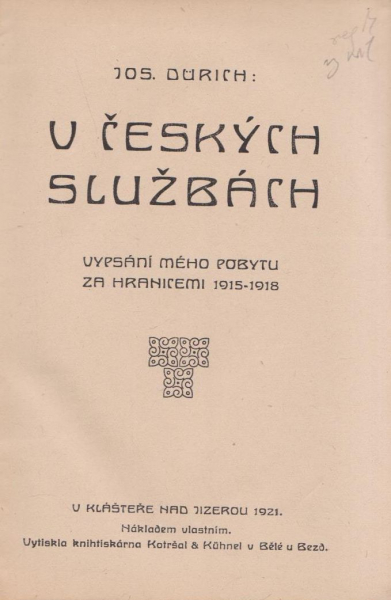 JOS. DÜRICH:
V ČESKÝCH
SLUŽBÁCH
VYPSÁNÍ MÉHO POBYTU
ZA HRANICEMI 1915-1918
V KLÁŠTEŘE NAD JIZEROU 1921.
Nákladem vlastním.
Vytiskla knihtiskárna Kotršal & Kühnel v Bělé u Bezd.